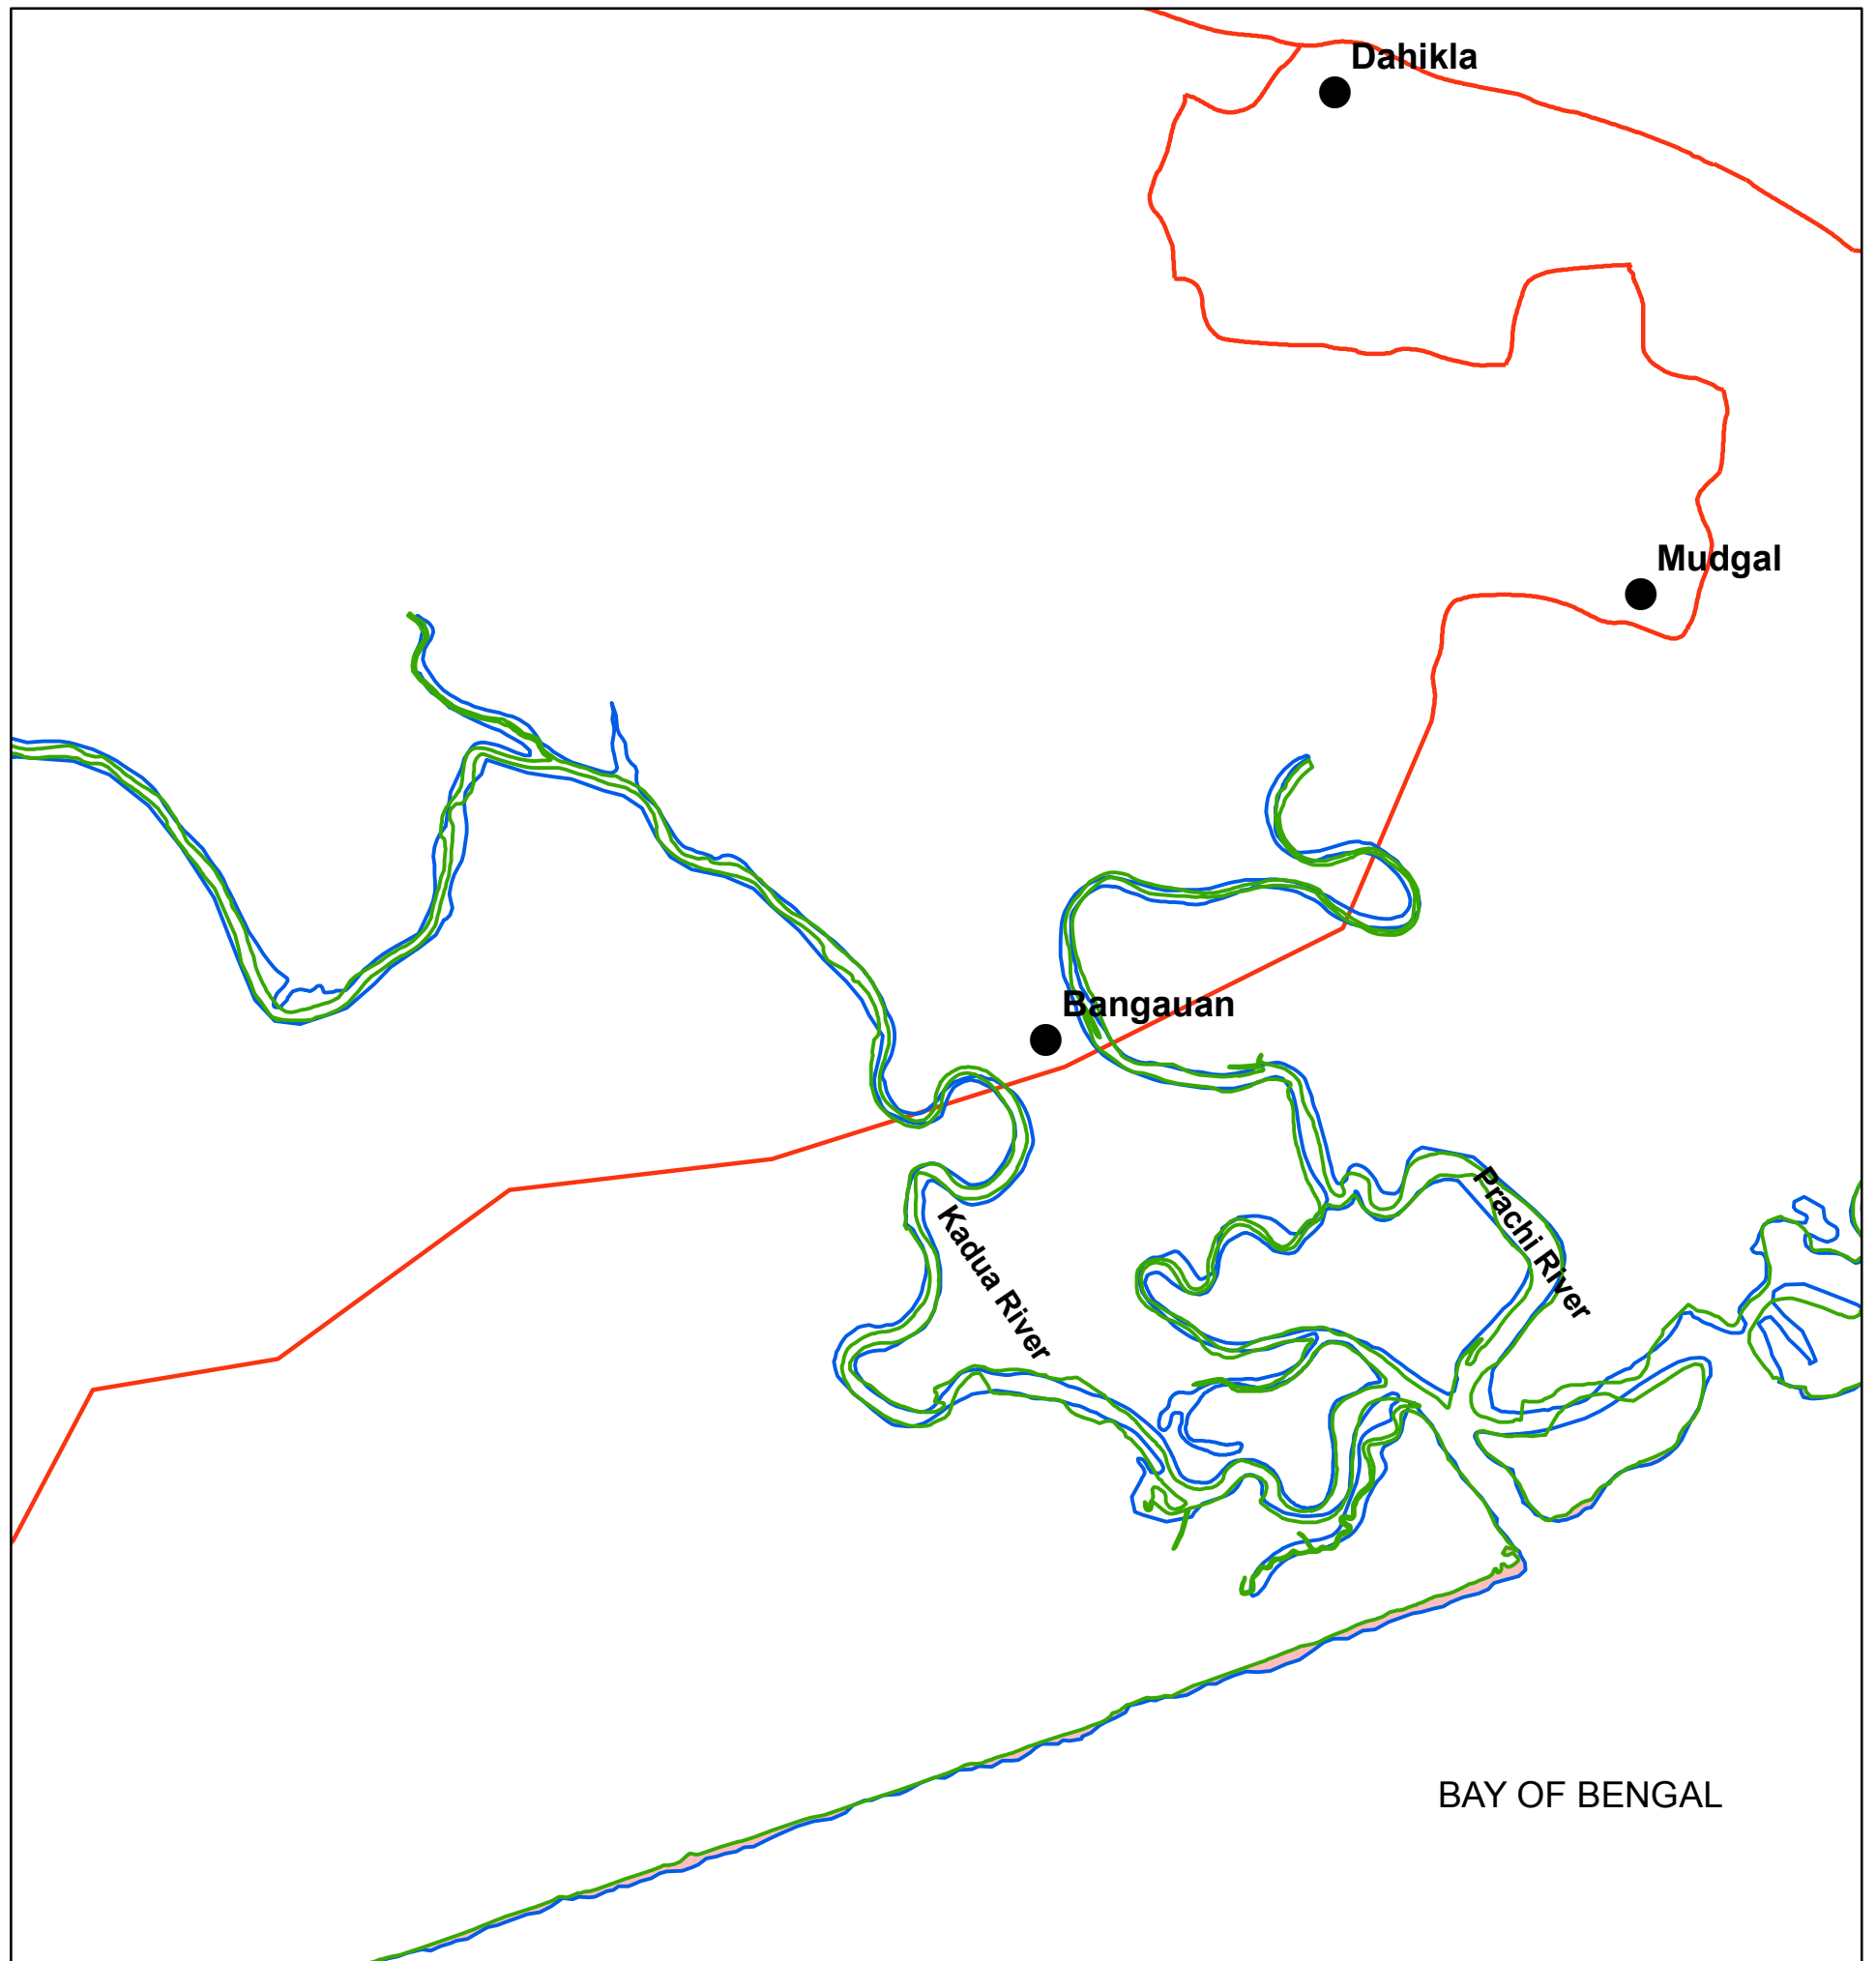 Dahikla
Mudgal
Bangauan
Prachi River
Kadua River
BAY OF BENGAL